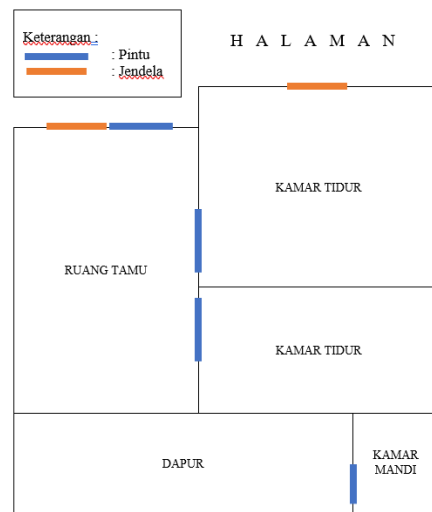 Keterangan :
: Pintu
: Jendela
H A L A M A N
KAMAR TIDUR
RUANG TAMU
KAMAR TIDUR
DAPUR
KAMAR
MANDI